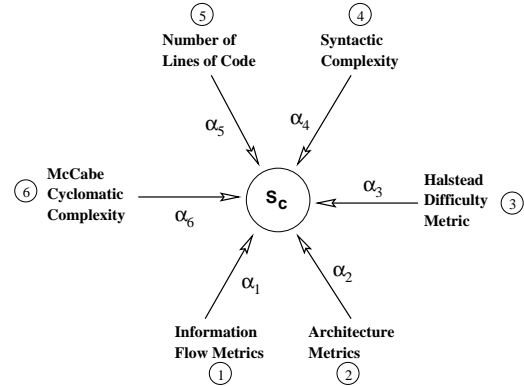 5
Number of
Lines of Code
4
Syntactic
Complexity
α5
α4
6
McCabe
Cyclomatic
Complexity
α6
Sc
α3
Halstead
Difficulty
Metric
3
α1
α2
Information
Flow Metrics
1
Architecture
Metrics
2